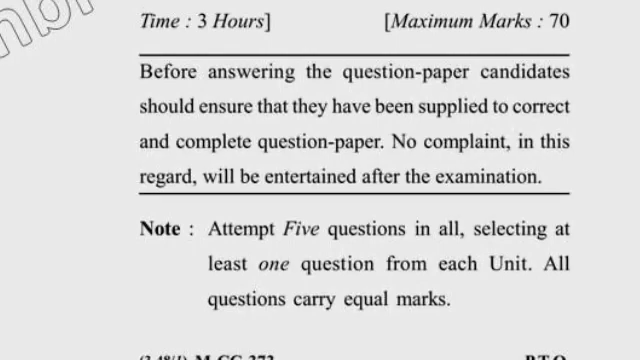 Time : 3 Hours] [Maximum Marks : 70
Before answering the question-paper candidates
should ensure that they have been supplied to correct
and complete question-paper. No complaint, in this
regard, will be entertained after the examination.
Note : Attempt Five questions in all, selecting at
least one question from each Unit. All
questions carry equal marks.
P.T.O.